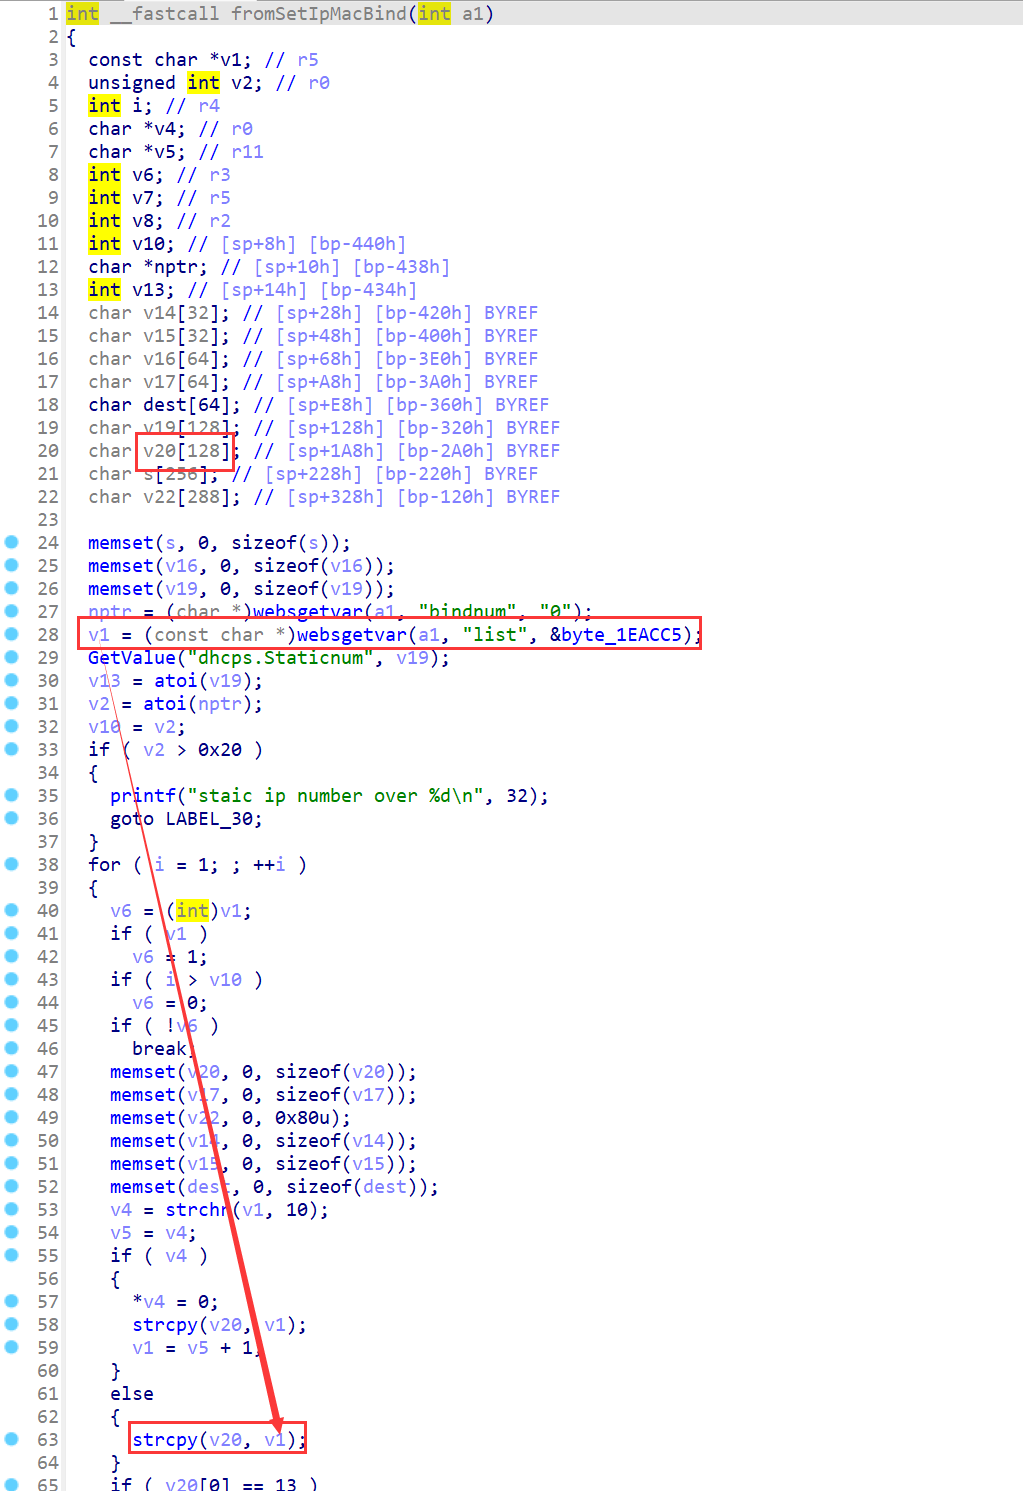 1 int __fastcall fromSetIpMacBind(int a1)
2 {
3   const char *v1; // r5
4   unsigned int v2; // r0
5   int i; // r4
6   char *v4; // r0
7   char *v5; // r11
8   int v6; // r3
9   int v7; // r5
10   int v8; // r2
11   int v10; // [sp+8h] [bp-440h]
12   char *nptr; // [sp+10h] [bp-438h]
13   int v13; // [sp+14h] [bp-434h]
14   char v14[32]; // [sp+28h] [bp-420h] BYREF
15   char v15[32]; // [sp+48h] [bp-400h] BYREF
16   char v16[64]; // [sp+68h] [bp-3E0h] BYREF
17   char v17[64]; // [sp+A8h] [bp-3A0h] BYREF
18   char dest[64]; // [sp+E8h] [bp-360h] BYREF
19   char v19[128]; // [sp+128h] [bp-320h] BYREF
20   char v20[128]; // [sp+1A8h] [bp-2A0h] BYREF
21   char s[256]; // [sp+228h] [bp-220h] BYREF
22   char v22[288]; // [sp+328h] [bp-120h] BYREF
23
24   memset(s, 0, sizeof(s));
25   memset(v16, 0, sizeof(v16));
26   memset(v19, 0, sizeof(v19));
27   nptr = (char *)websgetvar(a1, "bindnum", "0");
28   v1 = (const char *)websgetvar(a1, "list", &byte_1EACC5);
29   GetValue("dhcps.Staticnum", v19);
30   v13 = atoi(v19);
31   v2 = atoi(nptr);
32   v10 = v2;
33   if ( v2 > 0x20 )
34   {
35     printf("staic ip number over %d\n", 32);
36     goto LABEL_30;
37   }
38   for ( i = 1; ; ++i )
39   {
40     v6 = (int)v1;
41     if ( v1 )
42       v6 = 1;
43     if ( i > v10 )
44       v6 = 0;
45     if ( !v6 )
46       break;
47     memset(v20, 0, sizeof(v20));
48     memset(v17, 0, sizeof(v17));
49     memset(v22, 0, 0x80u);
50     memset(v14, 0, sizeof(v14));
51     memset(v15, 0, sizeof(v15));
52     memset(dest, 0, sizeof(dest));
53     v4 = strchr(v1, 10);
54     v5 = v4;
55     if ( v4 )
56     {
57       *v4 = 0;
58       strcpy(v20, v1);
59       v1 = v5 + 1;
60     }
61     else
62     {
63       strcpy(v20, v1);
64     }
65     if ( v20[0] == 13 )